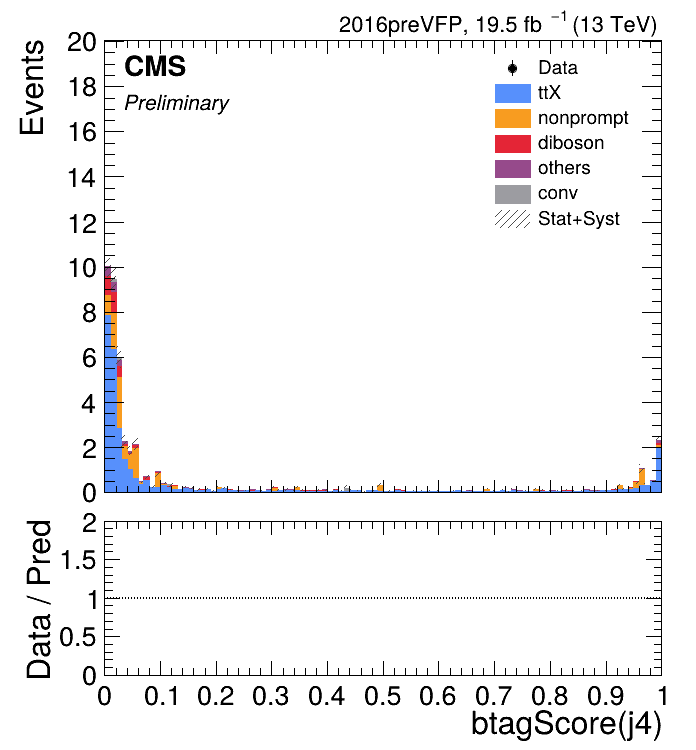 2016preVFP, 19.5 fb⁻¹ (13 TeV)
CMS
Preliminary
Data
ttX
nonprompt
diboson
others
conv
Stat+Syst
Events
20
18
16
14
12
10
8
6
4
2
0
Data / Pred
2
1.5
1
0.5
0
0 0.1 0.2 0.3 0.4 0.5 0.6 0.7 0.8 0.9 1
btagScore(j4)